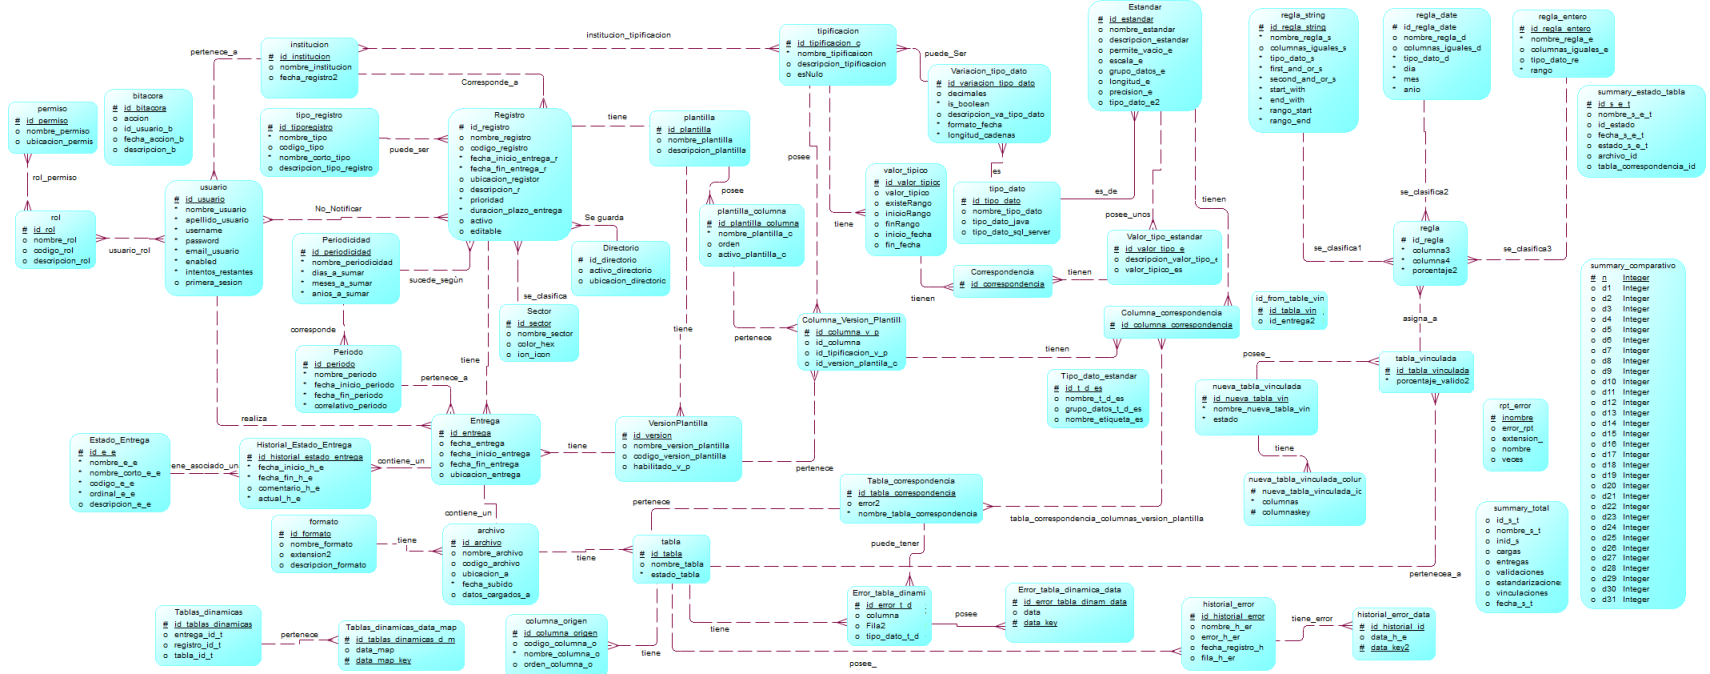 institucion
# id_institucion
o nombre_institucion
o fecha_registro2
pertenece_a
institucion_tipificacion
Corresponde_a
permiso
# id_permiso
o nombre_permiso
o ubicacion_permis
bitacora
# id_bitacora
o accion
o id_usuario_b
o fecha_accion_b
o descripcion_b
tipo_registro
# id_tiporegistro
* nombre_tipo
o codigo_tipo
* nombre_corto_tipo
o descripcion_tipo_registro
puede_ser
Registro
# id_registro
o nombre_registro
o codigo_registro
* fecha_inicio_entrega_r
* fecha_fin_entrega_r
o ubicacion_registor
o descripcion_r
* prioridad
* duracion_plazo_entrega
o activo
o editable
tiene
plantilla
# id_plantilla
o nombre_plantilla
o descripcion_plantilla
posee
plantilla_columna
# id_plantilla_columna
* nombre_plantilla_c
o orden
o activo_plantilla_c
pertenece
tiene
tipificacion
# id_tipificacion_c
* nombre_tipificaicon
o descripcion_tipificacion
o esNulo
puede_Ser
posee
tiene
Variacion_tipo_dato
# id_variacion_tipo_dato
o decimales
* is_boolean
o descripcion_va_tipo_dato
* formato_fecha
* longitud_cadenas
es
valor_tipico
# id_valor_tipico
o valor_tipico
o existeRango
o inicioRango
o finRango
o inicio_fecha
o fin_fecha
tienen
tipo_dato
# id_tipo_dato
o nombre_tipo_dato
o tipo_dato_java
o tipo_dato_sql_server
es_de
Estándar
# id_estandar
o nombre_estandar
o descripcion_estandar
o permite_vacio_e
o escala_e
o grupo_datos_e
o longitud_e
o precision_e
o tipo_dato_e2
posee_unos
tienen
Valor_tipo_estandar
# id_valor_tipo_e
o descripcion_valor_tipo_e
o valor_tipico_es
tienen
Correspondencia
# id_correspondencia
regla_string
# id_regla_string
* nombre_regla_s
o columnas_iguales_s
* tipo_dato_s
* first_and_or_s
* second_and_or_s
* start_with
* end_with
* rango_start
* rango_end
regla_date
# id_regla_date
o nombre_regla_d
o columnas_iguales_d
* tipo_dato_d
* dia
* mes
* anio
regla_entero
# id_regla_entero
* nombre_regla_e
o columnas_iguales_e
o tipo_dato_re
* rango
summary_estado_tabla
# id_s_e_t
o nombre_s_e_t
o id_estado
o fecha_s_e_t
o estado_s_e_t
o archivo_id
o tabla_correspondencia_id
se_clasifica2
se_clasifica1
se_clasifica3
regla
# id_regla
* columna3
* columna4
* porcentaje2
asigna_a
rol_permiso
rol
# id_rol
o nombre_rol
o codigo_rol
o descripcion_rol
usuario_rol
usuario
# id_usuario
* nombre_usuario
* apellido_usuario
* username
* password
* email_usuario
* enabled
* intentos_restantes
o primera_sesion
No_Notificar
Periodicidad
# id_periodicidad
* nombre_periodicidad
* dias_a_sumar
* meses_a_sumar
* anios_a_sumar
sucede_según
Se guarda
Directorio
# id_directorio
o activo_directorio
o ubicacion_directoric
se_clasifica
Sector
# id_sector
o nombre_sector
o color_hex
o ion_icon
corresponde
Periodo
# id_periodo
* nombre_periodo
* fecha_inicio_periodo
* fecha_fin_periodo
* correlativo_periodo
pertenece_a
tiene
realiza
Columna_Version_Plantill
# id_columna_v_p
o id_columna
o id_tipificacion_v_p
o id_version_plantila_c
tienen
Columna_correspondencia
# id_columna_correspondencia
id_from_table_vin
# id_tabla_vin
o id_entrega2
Tipo_dato_estandar
# id_t_d_es
o nombre_t_d_es
o grupo_datos_t_d_es
o nombre_etiqueta_es
posee_
tabla_vinculada
# id_tabla_vinculada
* porcentaje_valido2
nueva_tabla_vinculada
# id_nueva_tabla_vin
* nombre_nueva_tabla_vin
* estado
tiene
nueva_tabla_vinculada_colur
# nueva_tabla_vinculada_ic
* columnas
# columnaskey
rpt_error
# inombre
o error_rpt
o extension_
o nombre
o veces
summary_comparativo
# n Integer
o d1 Integer
o d2 Integer
o d3 Integer
o d4 Integer
o d5 Integer
o d6 Integer
o d7 Integer
o d8 Integer
o d9 Integer
o d10 Integer
o d11 Integer
o d12 Integer
o d13 Integer
o d14 Integer
o d15 Integer
o d16 Integer
o d17 Integer
o d18 Integer
o d19 Integer
o d20 Integer
o d21 Integer
o d22 Integer
o d23 Integer
o d24 Integer
o d25 Integer
o d26 Integer
o d27 Integer
o d28 Integer
o d29 Integer
o d30 Integer
o d31 Integer
summary_total
o id_s_t
o nombre_s_t
o inid_s
o cargas
o entregas
o validaciones
o estandarizacione:
o vinculaciones
o fecha_s_t
Estado_Entrega
# id_e_e
* nombre_e_e
* nombre_corto_e_e
* codigo_e_e
* ordinal_e_e
o descripcion_e_e
ene_asociado_un
Historial_Estado_Entrega
# id_historial_estado_entrega
* fecha_inicio_h_e
* fecha_fin_h_e
* comentario_h_e
* actual_h_e
contiene_un
Entrega
# id_entrega
o fecha_entrega
o fecha_inicio_entrega
o fecha_fin_entrega
o ubicacion_entrega
tiene
VersionPlantilla
# id_version
o nombre_version_plantilla
o codigo_version_plantilla
o habilitado_v_p
pertenece
contiene_un
formato
# id_formato
o nombre_formato
o extension2
o descripcion_formato
tiene
archivo
# id_archivo
o nombre_archivo
o codigo_archivo
o ubicacion_a
* fecha_subido
o datos_cargados_a
tiene
tabla
# id_tabla
o nombre_tabla
* estado_tabla
pertenece
Tabla_correspondencia
# id_tabla_correspondencia
o error2
* nombre_tabla_correspondencia
tabla_correspondencia_columnas_version_plantilla
puede_tener
pertenecea_a
Error_tabla_dinami
# id_error_t_d
o columna
o Fila2
o tipo_dato_t_d
tiene
posee
Error_tabla_dinamica_data
# id_error_tabla_dinam_data
o data
# data_key
historial_error
# id_historial_error
o nombre_h_er
o error_h_er
o fecha_registro_h
o fila_h_er
tiene_error
historial_error_data
# id_historial_id
o data_h_e
# data_key2
Tablas_dinamicas
# id_tablas_dinamicas
o entrega_id_t
o registro_id_t
o tabla_id_t
pertenece
Tablas_dinamicas_data_map
# id_tablas_dinamicas_d_m
o data_map
# data_map_key
columna_origen
# id_columna_origen
o codigo_columna_o
* nombre_columna_o
o orden_columna_o
tiene
posee_